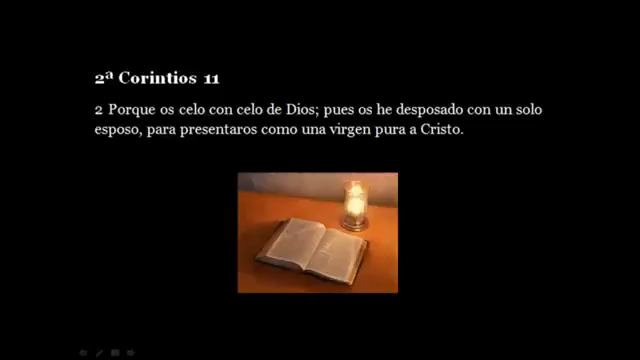 2ª Corintios 11
2 Porque os celo con celo de Dios; pues os he desposado con un solo
esposo, para presentaros como una virgen pura a Cristo.